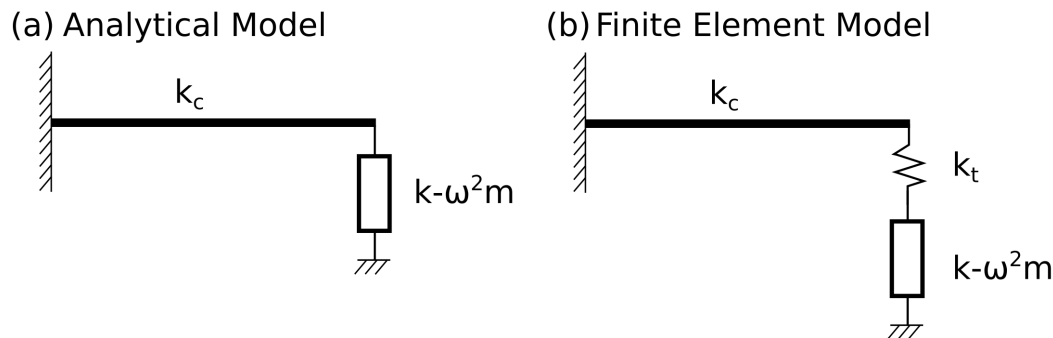 (a) Analytical Model
k_c
k-ω²m
(b) Finite Element Model
k_c
k_t
k-ω²m